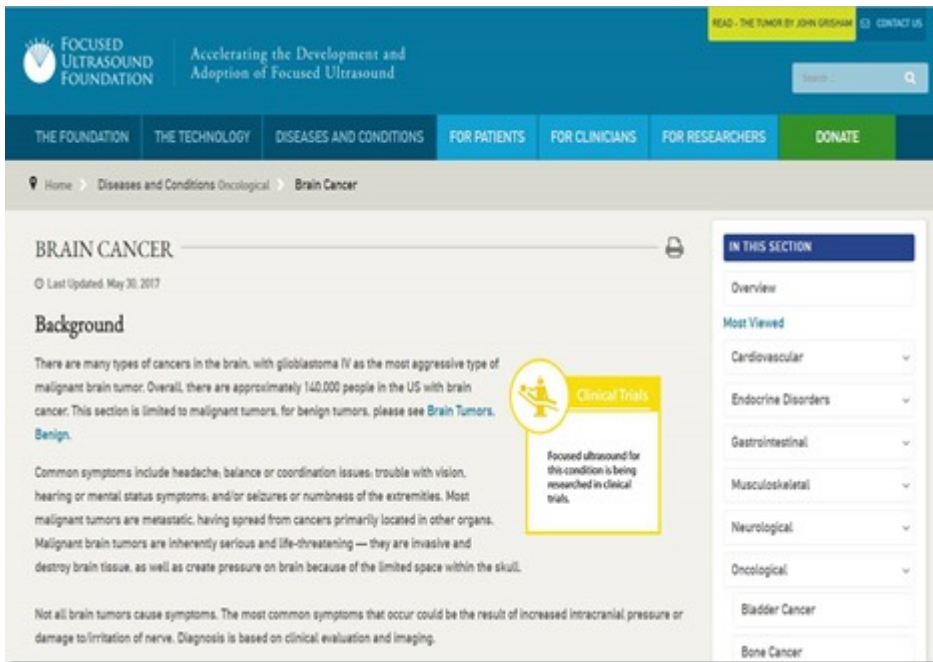 READ - THE TUMOR BY JOHN GRISHAM
CONTACT US
FOCUSED
ULTRASOUND
FOUNDATION
Accelerating the Development and
Adoption of Focused Ultrasound
Search ...
THE FOUNDATION
THE TECHNOLOGY
DISEASES AND CONDITIONS
FOR PATIENTS
FOR CLINICIANS
FOR RESEARCHERS
DONATE
Home Diseases and Conditions Oncological Brain Cancer
BRAIN CANCER
Last Updated: May 30, 2017
Background
There are many types of cancers in the brain, with glioblastoma IV as the most aggressive type of
malignant brain tumor. Overall, there are approximately 140,000 people in the US with brain
cancer. This section is limited to malignant tumors, for benign tumors, please see Brain Tumors,
Benign.
Common symptoms include headache; balance or coordination issues; trouble with vision,
hearing or mental status symptoms; and/or seizures or numbness of the extremities. Most
malignant tumors are metastatic, having spread from cancers primarily located in other organs.
Malignant brain tumors are inherently serious and life-threatening — they are invasive and
destroy brain tissue, as well as create pressure on brain because of the limited space within the skull.
Not all brain tumors cause symptoms. The most common symptoms that occur could be the result of increased intracranial pressure or
damage to/irritation of nerve. Diagnosis is based on clinical evaluation and imaging.
Clinical Trials
Focused ultrasound for
this condition is being
researched in clinical
trials.
IN THIS SECTION
Overview
Most Viewed
Cardiovascular
Endocrine Disorders
Gastrointestinal
Musculoskeletal
Neurological
Oncological
Bladder Cancer
Bone Cancer